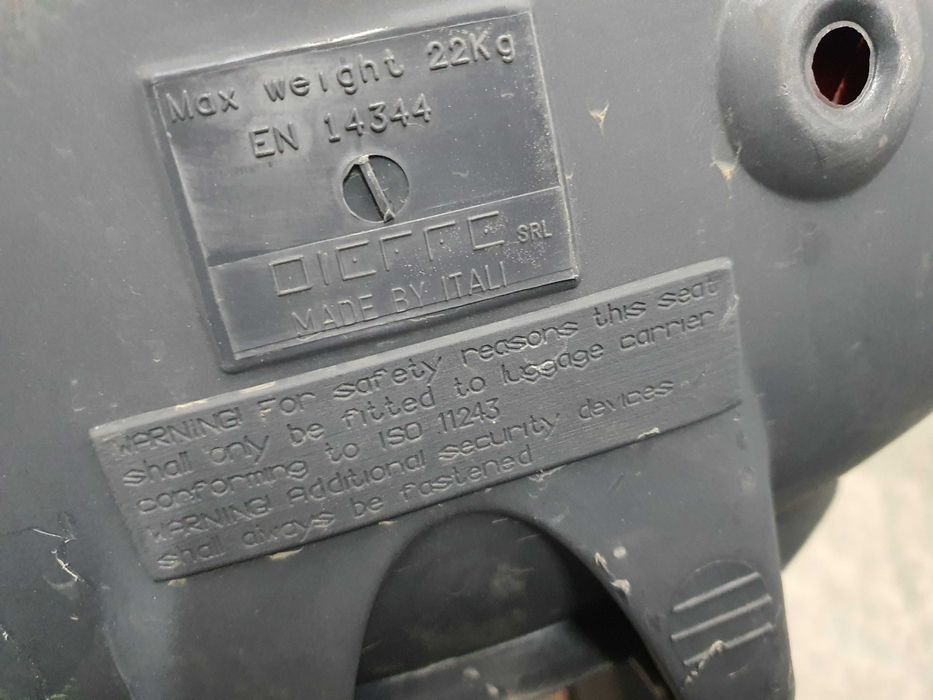 Max weight 22Kg
EN 14344
DIEFFE SRL
MADE BY ITALI
WARNING! For safety reasons this seat
shall only be fitted to luggage carrier
conforming to ISO 11243
WARNING! Additional security devices
shall always be fastened